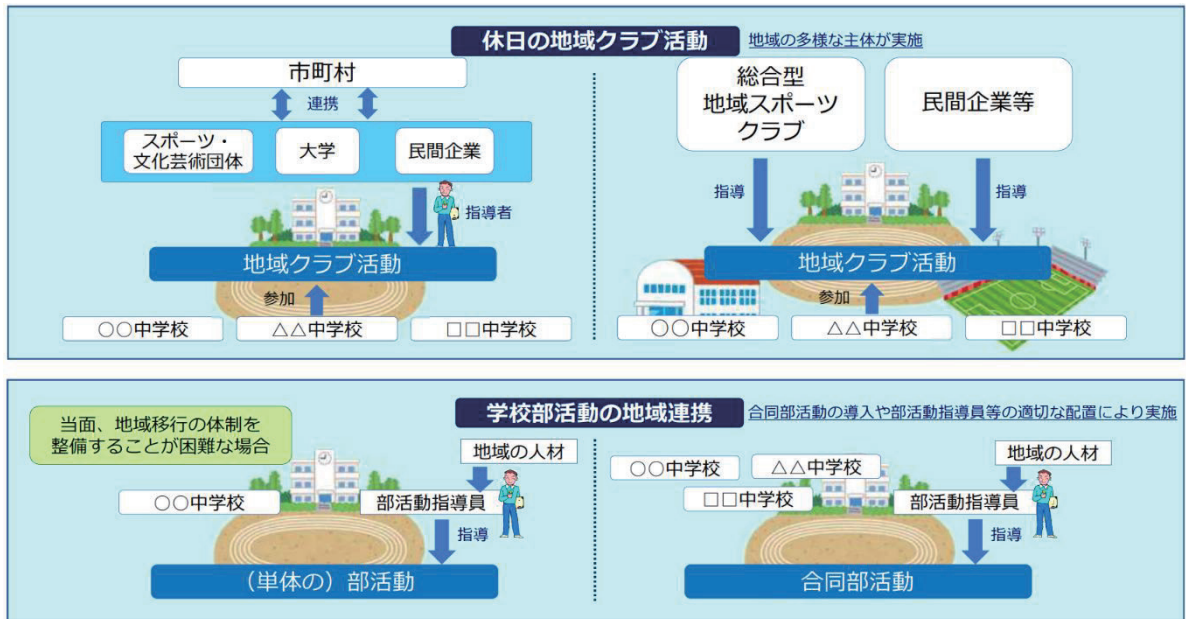 休日の地域クラブ活動
地域の多様な主体が実施
市町村
連携
スポーツ・
文化芸術団体
大学
民間企業
指導者
地域クラブ活動
参加
○○中学校
△△中学校
□□中学校
総合型
地域スポーツ
クラブ
民間企業等
指導
指導
地域クラブ活動
参加
○○中学校
△△中学校
□□中学校
学校部活動の地域連携
合同部活動の導入や部活動指導員等の適切な配置により実施
当面、地域移行の体制を
整備することが困難な場合
地域の人材
○○中学校
部活動指導員
指導
（単体の）部活動
地域の人材
○○中学校
△△中学校
□□中学校
部活動指導員
指導
合同部活動